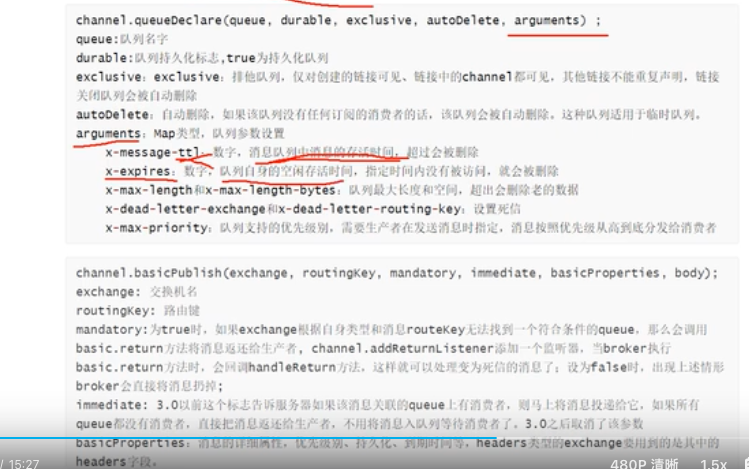 channel.queueDeclare(queue, durable, exclusive, autoDelete, arguments) ;
queue:队列名字
durable:队列持久化标志,true为持久化队列
exclusive: exclusive: 排他队列，仅对创建的链接可见、链接中的channel都可见，其他链接不能重复声明，链接
关闭队列会被自动删除
autoDelete: 自动删除，如果该队列没有任何订阅的消费者的话，该队列会被自动删除。这种队列适用于临时队列。
arguments: Map类型，队列参数设置
x-message-ttl: 数字，消息队列中消息的存活时间，超过会被删除
x-expires: 数字，队列自身的空闲存活时间，指定时间内没有被访问，就会被删除
x-max-length和x-max-length-bytes: 队列最大长度和空间，超出会删除老的数据
x-dead-letter-exchange和x-dead-letter-routing-key: 设置死信
x-max-priority: 队列支持的优先级别，需要生产者在发送消息时指定，消息按照优先级从高到底分发给消费者
channel.basicPublish(exchange, routingKey, mandatory, immediate, basicProperties, body);
exchange: 交换机名
routingKey: 路由键
mandatory:为true时，如果exchange根据自身类型和消息routeKey无法找到一个符合条件的queue，那么会调用
basic.return方法将消息返还给生产者, channel.addReturnListener添加一个监听器，当broker执行
basic.return方法时，会回调handleReturn方法，这样就可以处理变为死信的消息了；设为false时，出现上述情形
broker会直接将消息扔掉;
immediate: 3.0以前这个标志告诉服务器如果该消息关联的queue上有消费者，则马上将消息投递给它，如果所有
queue都没有消费者，直接把消息返还给生产者，不用将消息入队列等待消费者了。3.0之后取消了该参数
basicProperties: 消息的详细属性，优先级别、持久化、到期时间等，headers类型的exchange要用到的是其中的
headers字段。
/ 15:27
480P 清晰
1.5x